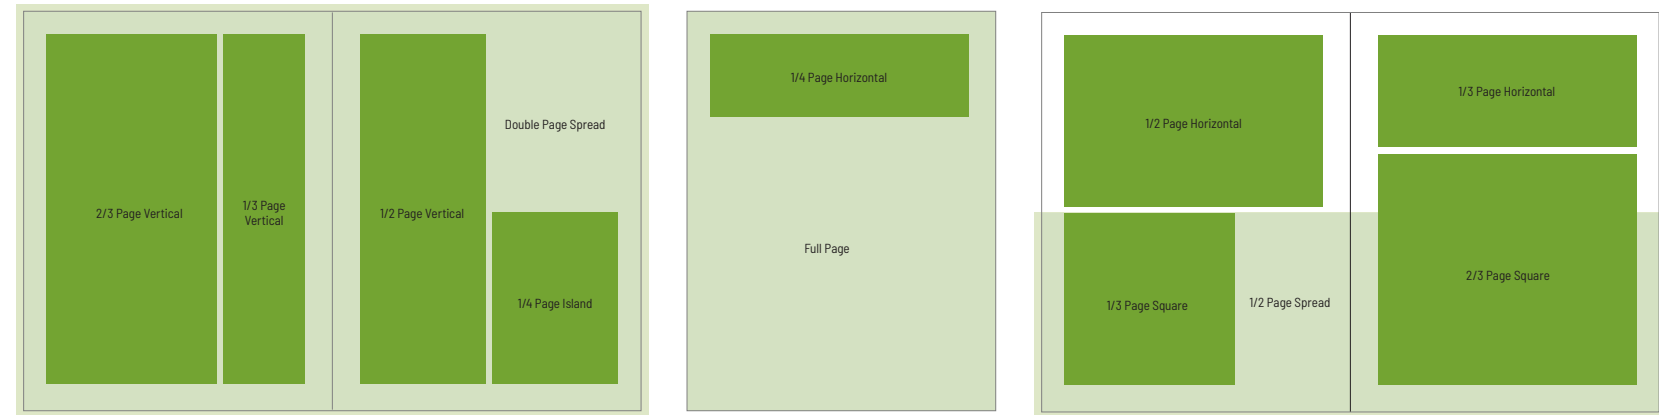 2/3 Page Vertical
1/3 Page
Vertical
1/2 Page Vertical
Double Page Spread
1/4 Page Island
1/4 Page Horizontal
Full Page
1/2 Page Horizontal
1/3 Page Square
1/2 Page Spread
1/3 Page Horizontal
2/3 Page Square